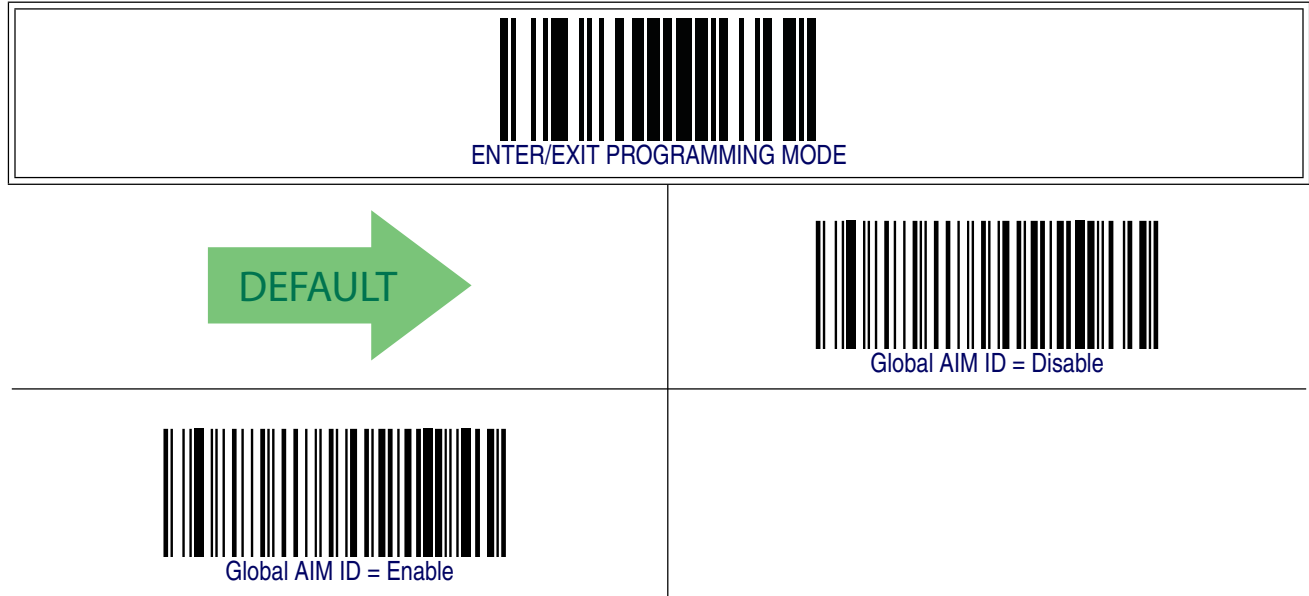 ENTER/EXIT PROGRAMMING MODE
DEFAULT
Global AIM ID = Disable
Global AIM ID = Enable